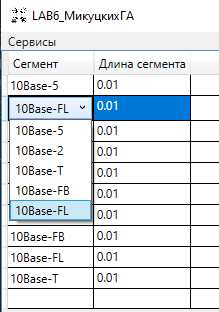 LAB6_МикуцкихГА
Сервисы
Сегмент Длина сегмента
10Base-5 0.01
10Base-FL 0.01
10Base-5 0.01
10Base-2 0.01
10Base-T 0.01
10Base-FB 0.01
10Base-FL 0.01
10Base-FB 0.01
10Base-FL 0.01
10Base-T 0.01